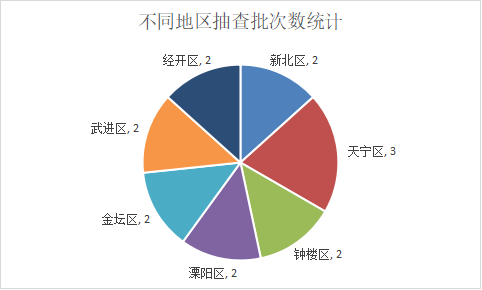 不同地区抽查批次数统计
经开区, 2
新北区, 2
武进区, 2
天宁区, 3
金坛区, 2
钟楼区, 2
溧阳区, 2